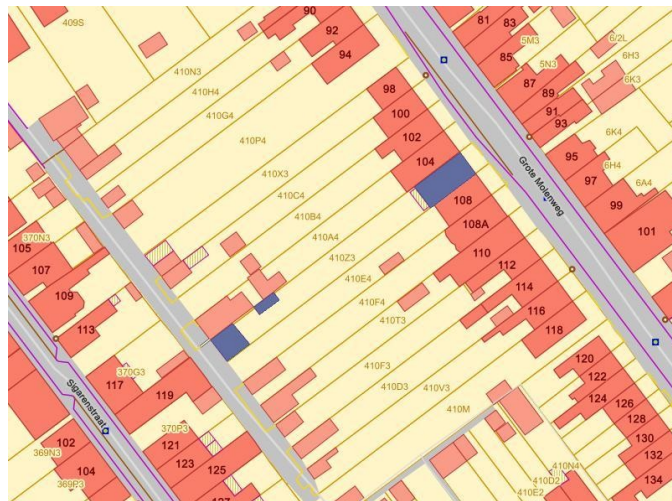 90
92
94
409S
410N3
410H4
410G4
410P4
410X3
410C4
410B4
410A4
410Z3
410E4
410F4
410T3
410F3
410D3
410V3
410M
98
100
102
104
108
108A
110
112
114
116
118
120
122
124
126
128
130
132
134
410N4
410D2
410E2
81
83
85
5M3
6/2L
5N3
6H3
6K3
87
89
91
93
6K4
95
6H4
97
6A4
99
101
Grote Molenweg
370N3
105
107
109
113
370G3
117
119
370P3
121
123
125
127
Sigarenstraat
102
369N3
104
369P3